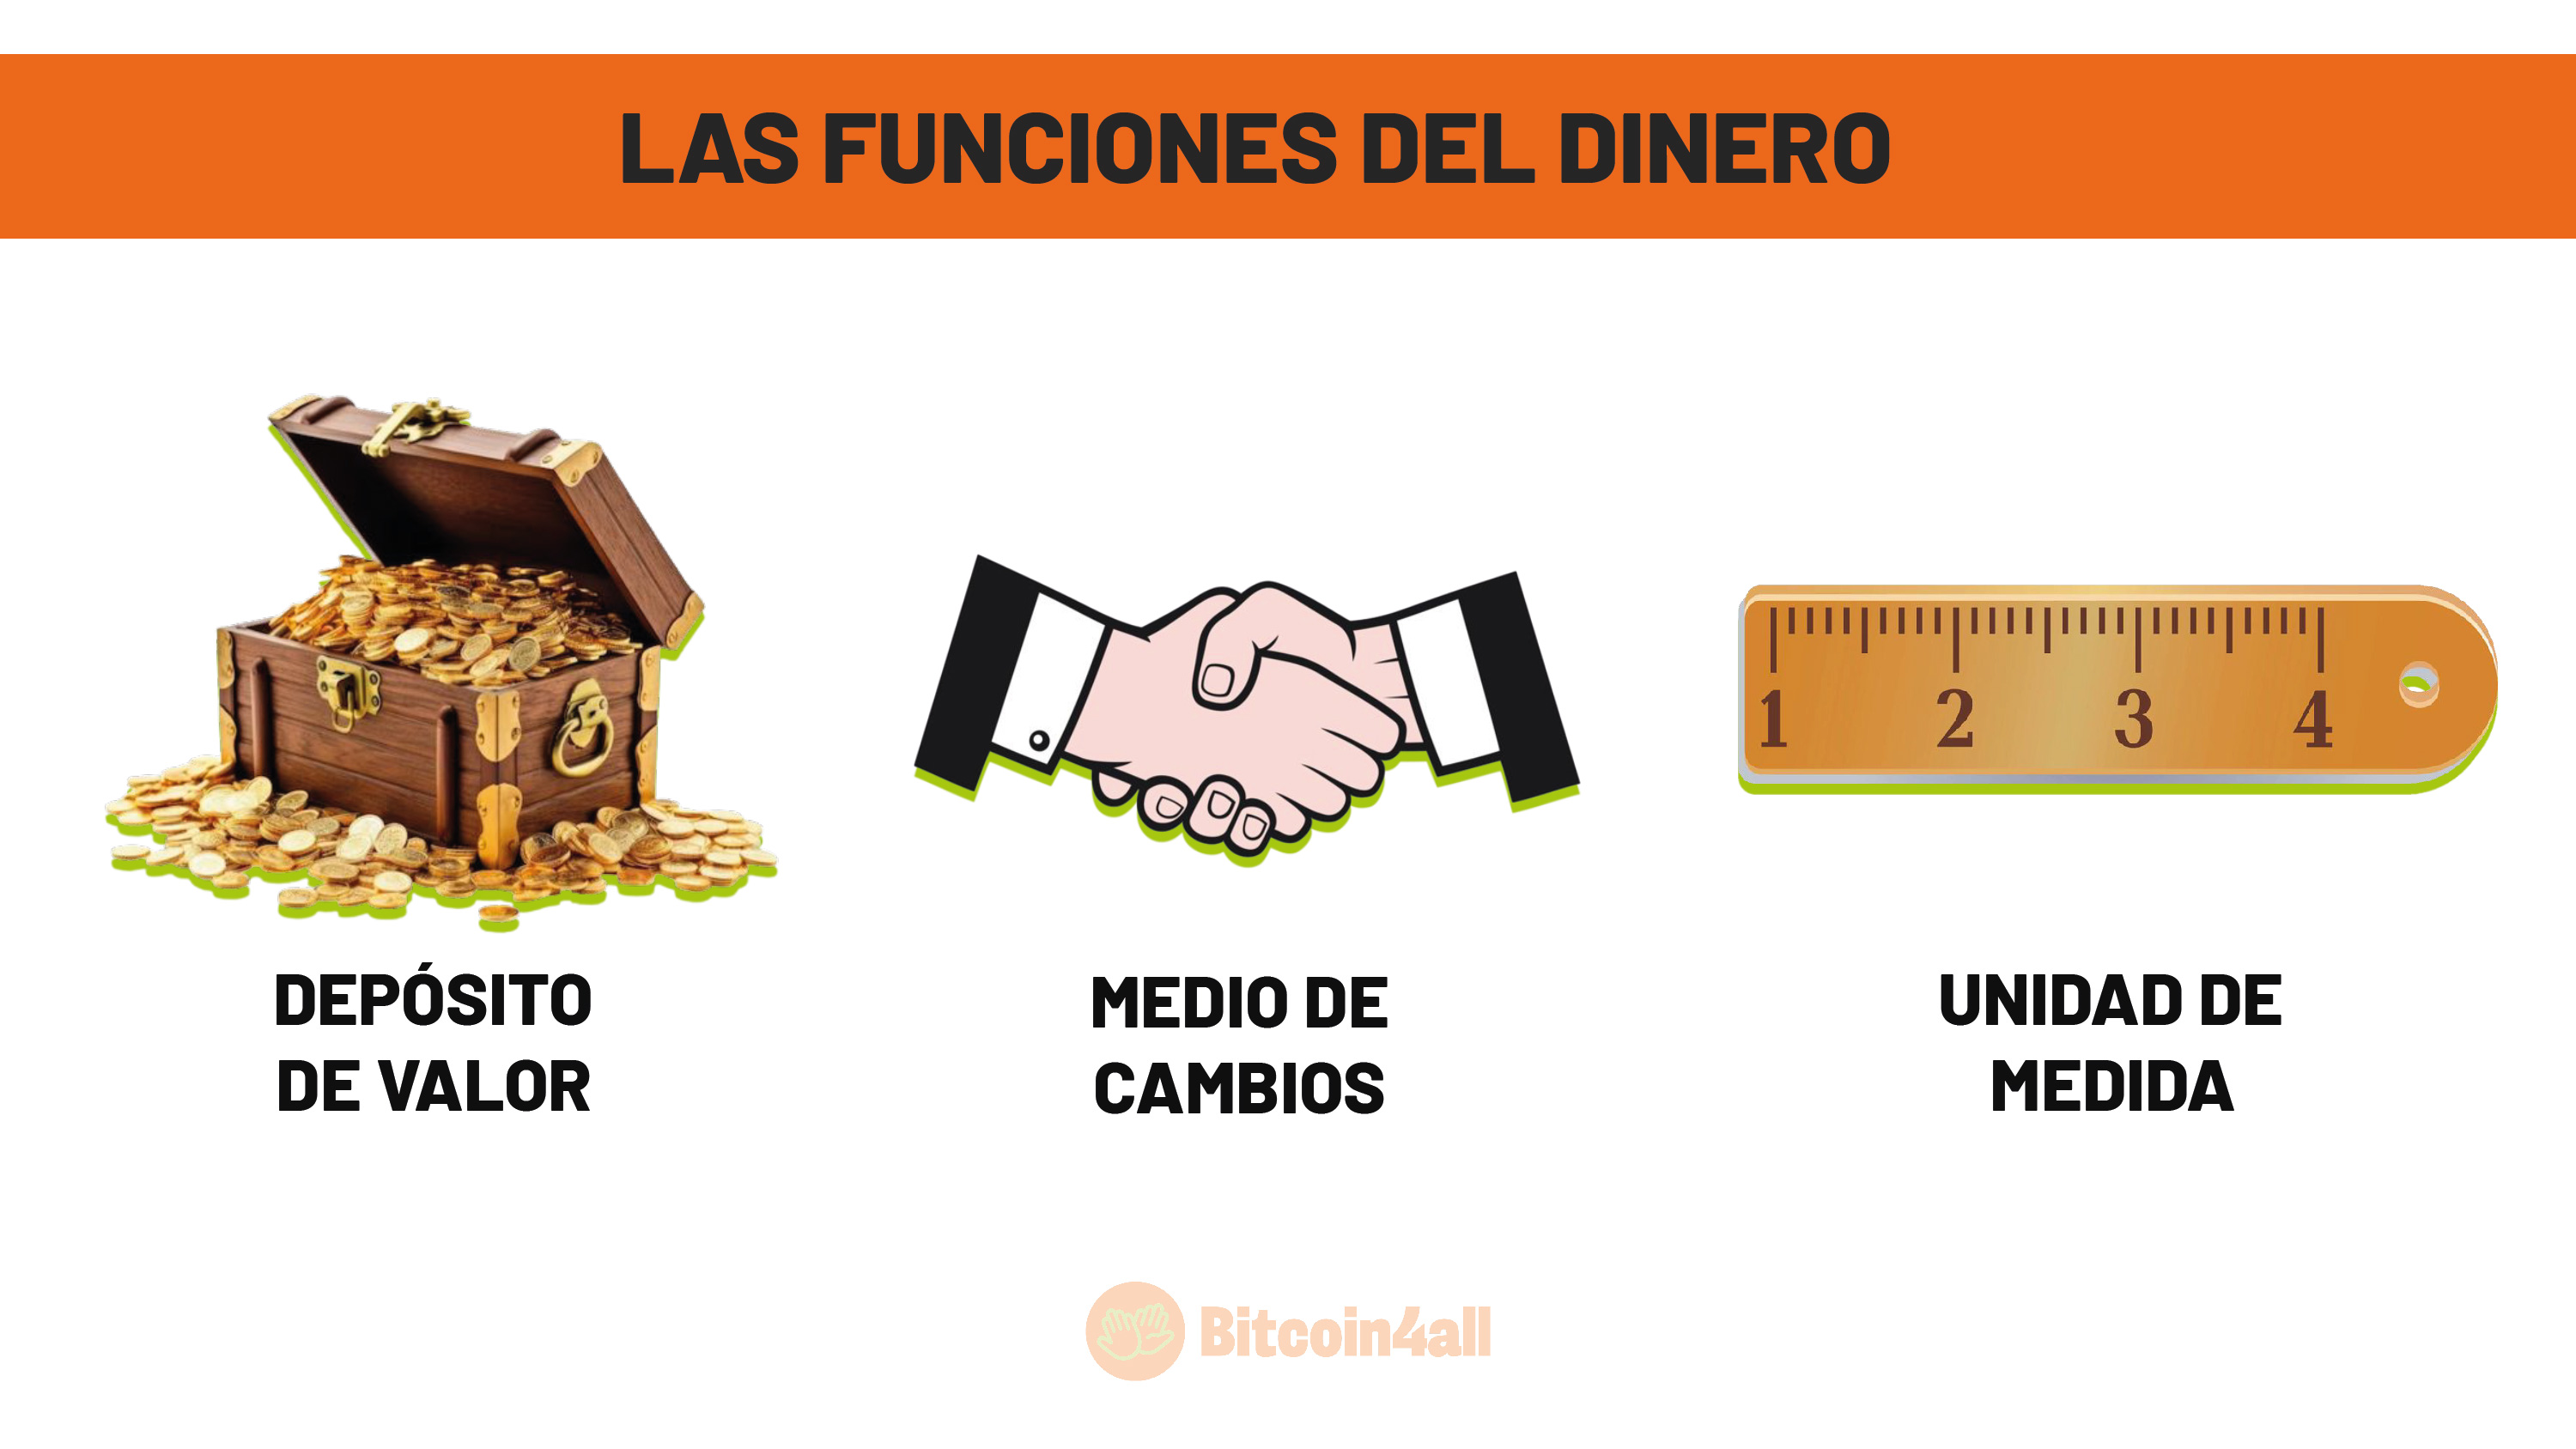 LAS FUNCIONES DEL DINERO
1 2 3 4
DEPÓSITO
DE VALOR
MEDIO DE
CAMBIOS
UNIDAD DE
MEDIDA
Bitcoin4all